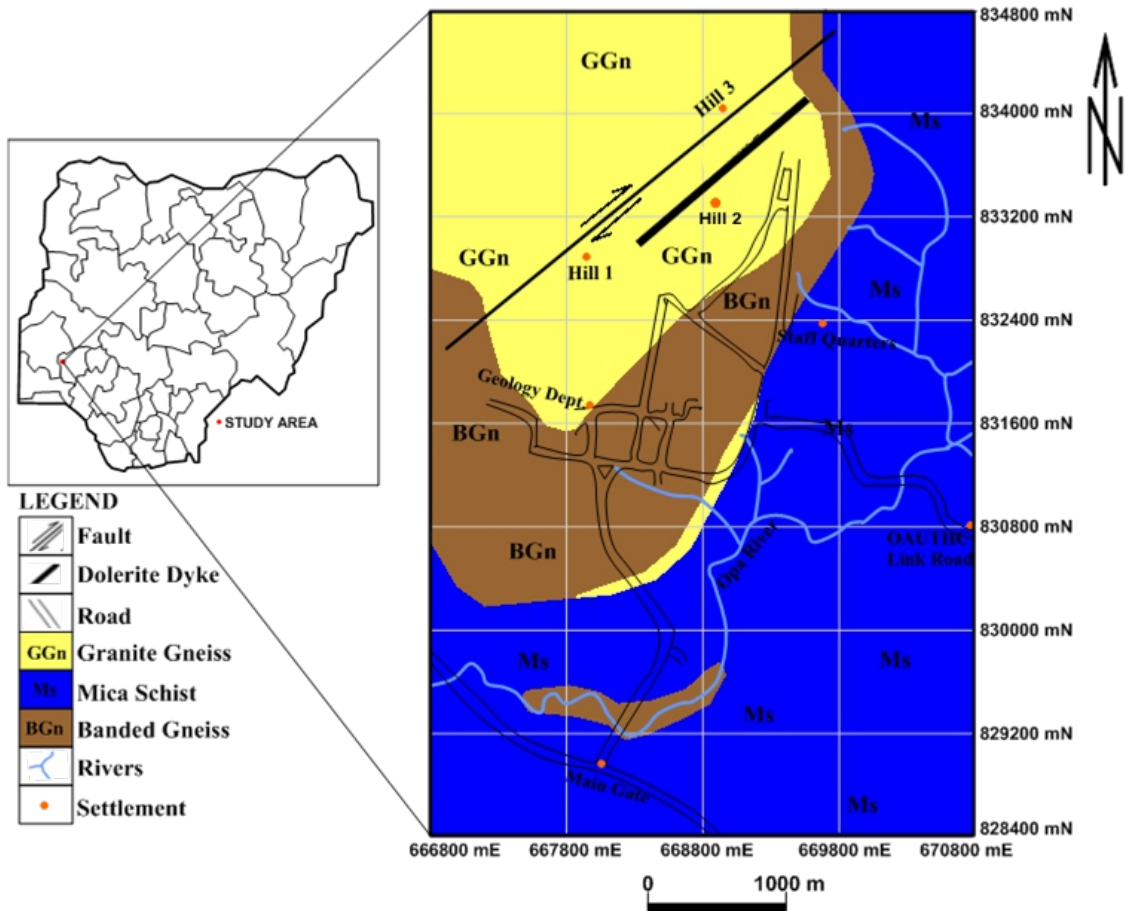 834800 mN
834000 mN
833200 mN
832400 mN
831600 mN
830800 mN
830000 mN
829200 mN
828400 mN
666800 mE
667800 mE
668800 mE
669800 mE
670800 mE
0
1000 m
N
GGn
Hill 3
Ms
Hill 2
GGn
GGn
Hill 1
Ms
BGn
Staff Quarters
Geology Dept
BGn
Ms
BGn
Opa River
OAUTHC
Link Road
Ms
Ms
Ms
Main Gate
Ms
STUDY AREA
LEGEND
Fault
Dolerite Dyke
Road
GGn Granite Gneiss
Ms Mica Schist
BGn Banded Gneiss
Rivers
Settlement